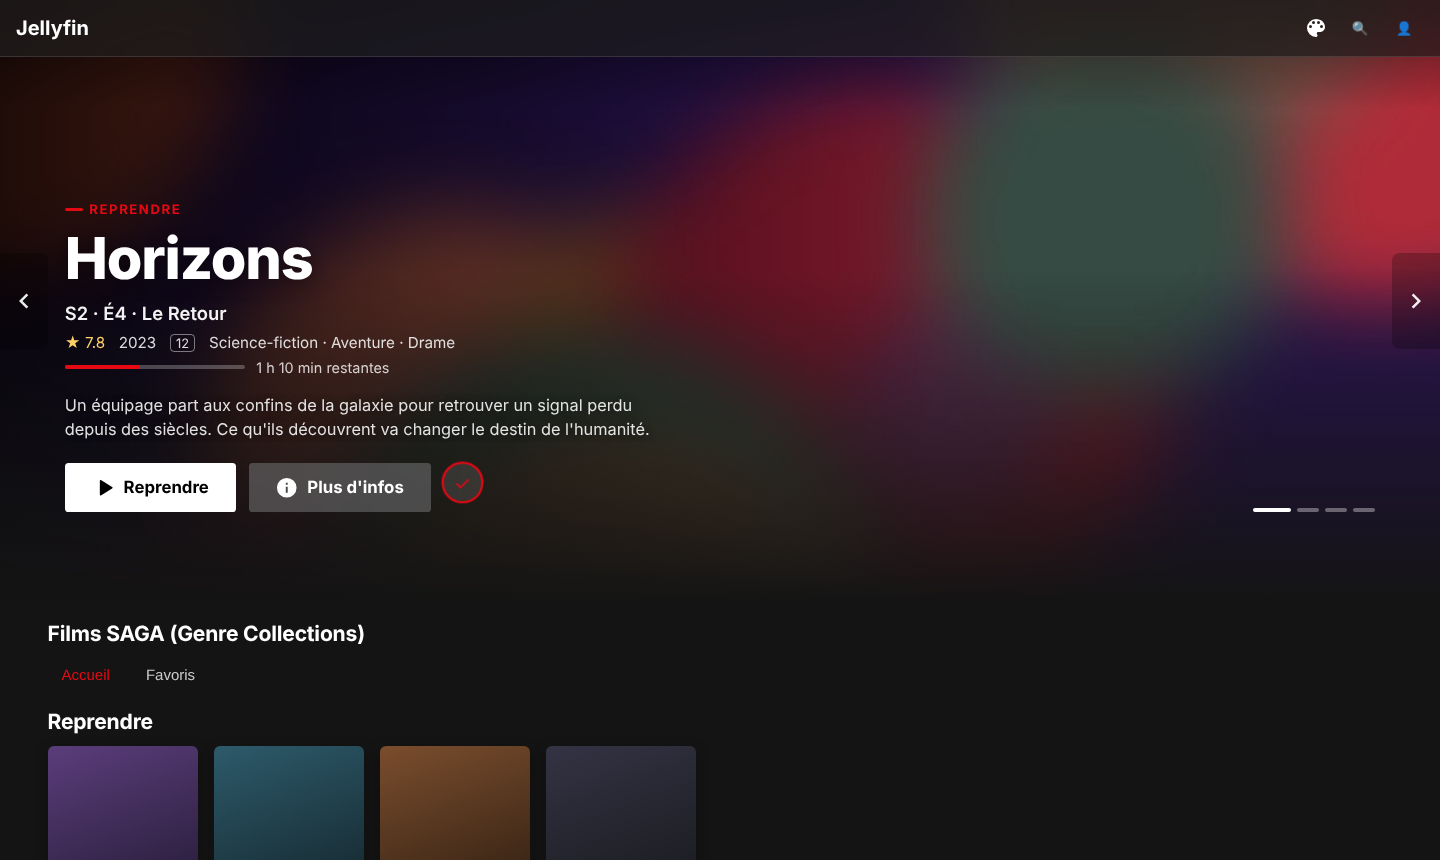 Jellyfin
REPRENDRE
Horizons
S2 · É4 · Le Retour
★ 7.8 2023 12 Science-fiction · Aventure · Drame
1 h 10 min restantes
Un équipage part aux confins de la galaxie pour retrouver un signal perdu
depuis des siècles. Ce qu'ils découvrent va changer le destin de l'humanité.
Reprendre Plus d'infos
Films SAGA (Genre Collections)
Accueil Favoris
Reprendre